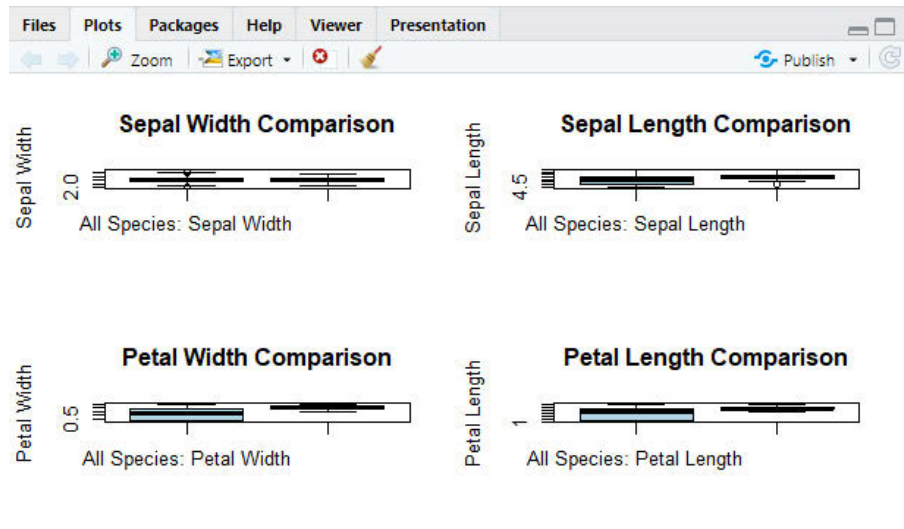 Files Plots Packages Help Viewer Presentation
Zoom Export Publish
Sepal Width Comparison
Sepal Width
2.0
All Species: Sepal Width
Sepal Length Comparison
Sepal Length
4.5
All Species: Sepal Length
Petal Width Comparison
Petal Width
0.5
All Species: Petal Width
Petal Length Comparison
Petal Length
1
All Species: Petal Length